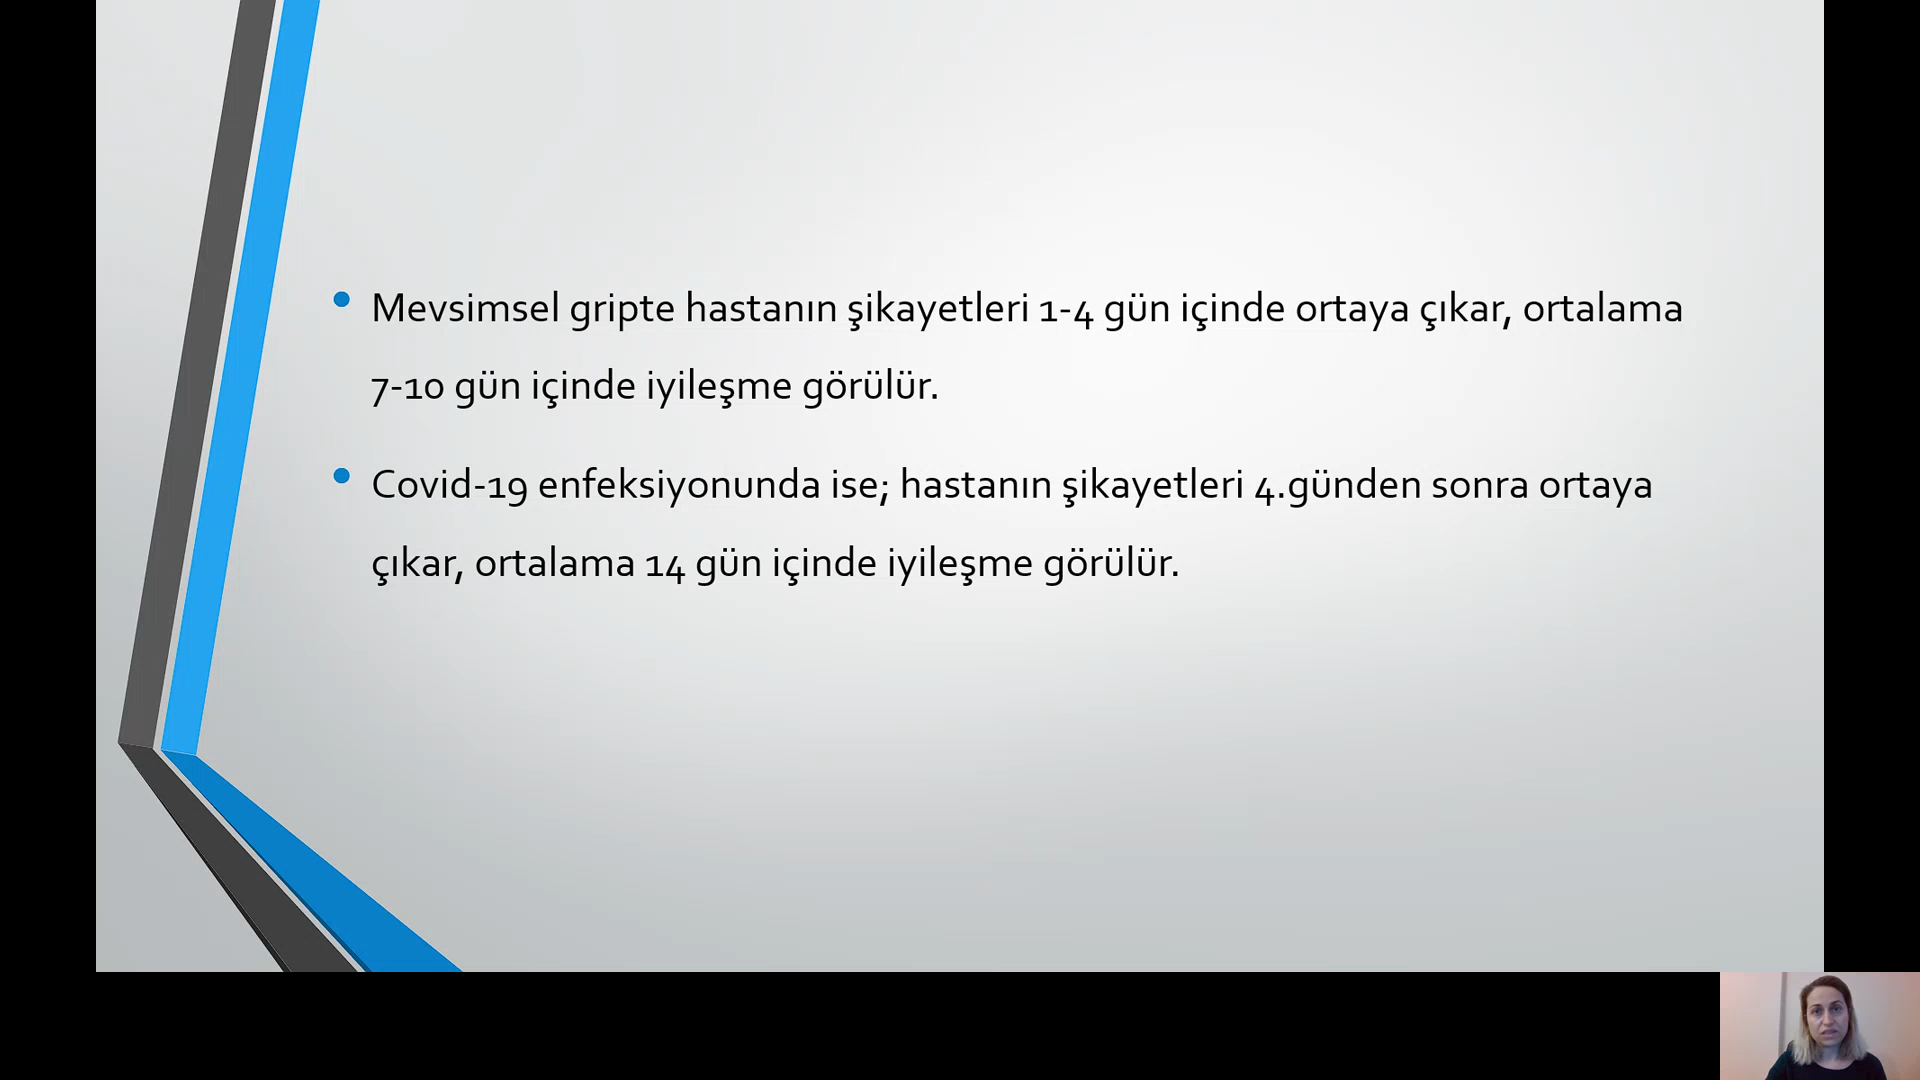 Mevsimsel gripte hastanın şikayetleri 1-4 gün içinde ortaya çıkar, ortalama
7-10 gün içinde iyileşme görülür.
Covid-19 enfeksiyonunda ise; hastanın şikayetleri 4.günden sonra ortaya
çıkar, ortalama 14 gün içinde iyileşme görülür.